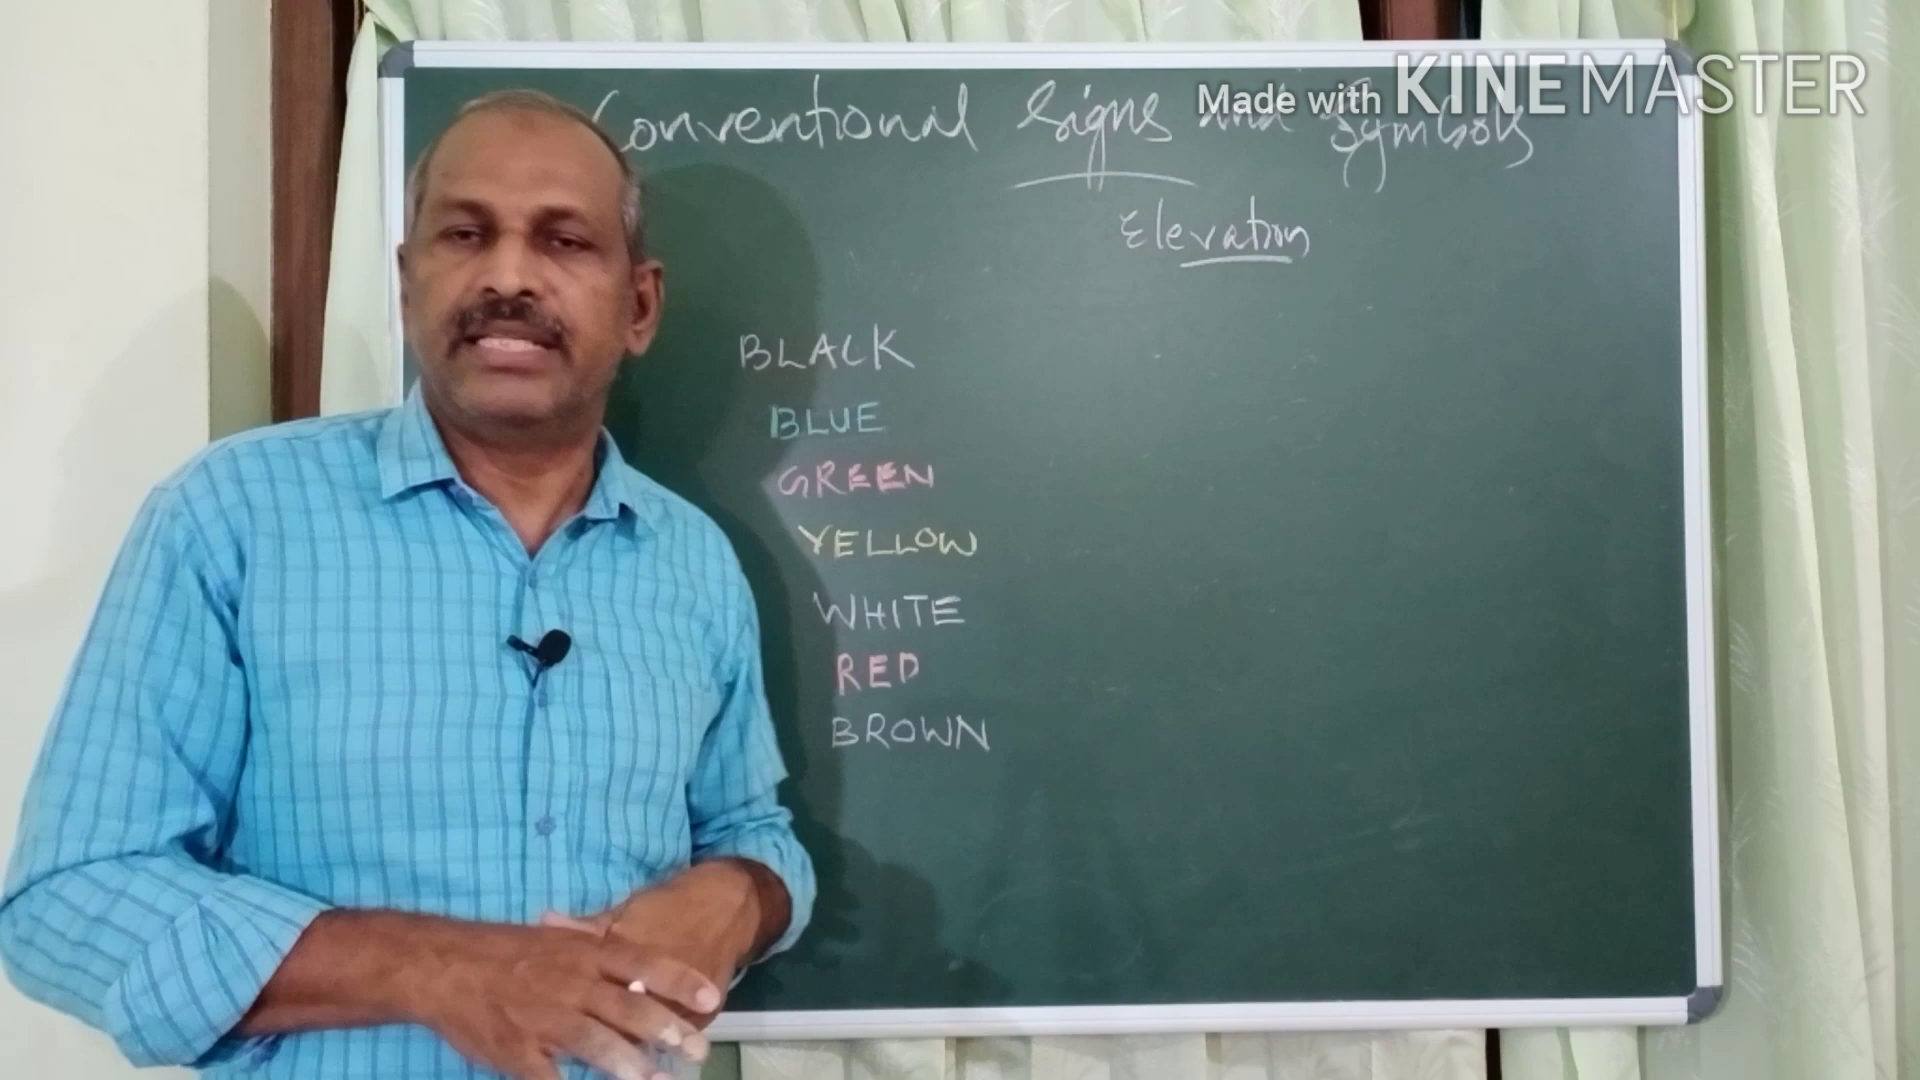 Conventional Signs and Symbols
Made with KINEMASTER
Elevation
BLACK
BLUE
GREEN
YELLOW
WHITE
RED
BROWN